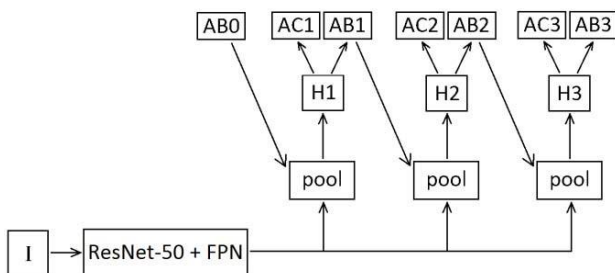 AB0 AC1 AB1 AC2 AB2 AC3 AB3
H1 H2 H3
pool pool pool
I ResNet-50 + FPN